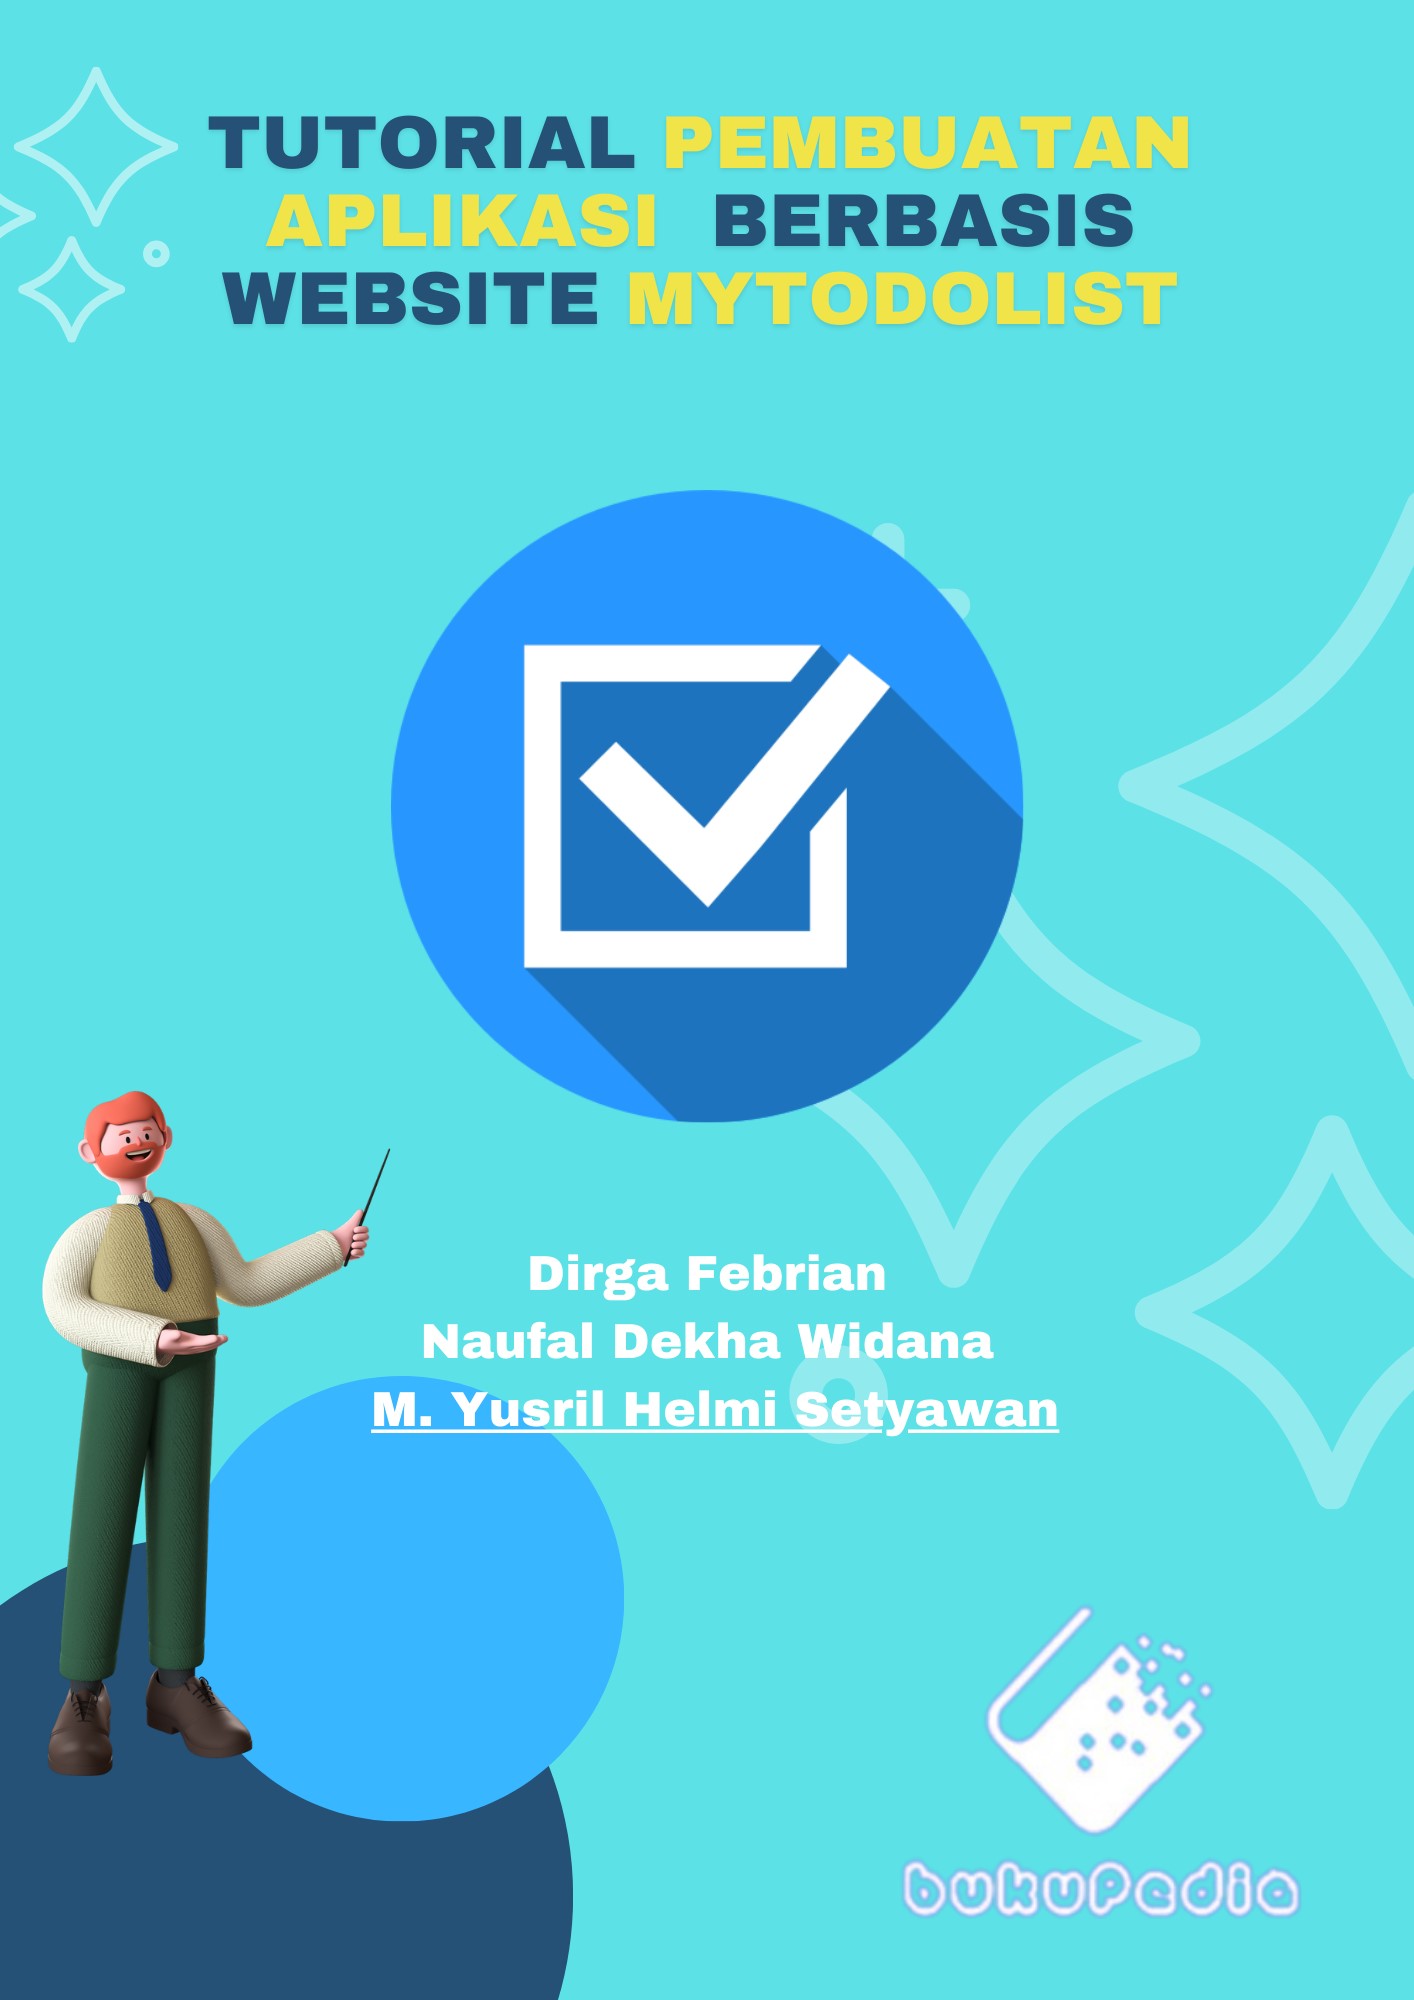 TUTORIAL PEMBUATAN
APLIKASI BERBASIS
WEBSITE MYTODOLIST
Dirga Febrian
Naufal Dekha Widana
M. Yusril Helmi Setyawan
bukuPedia